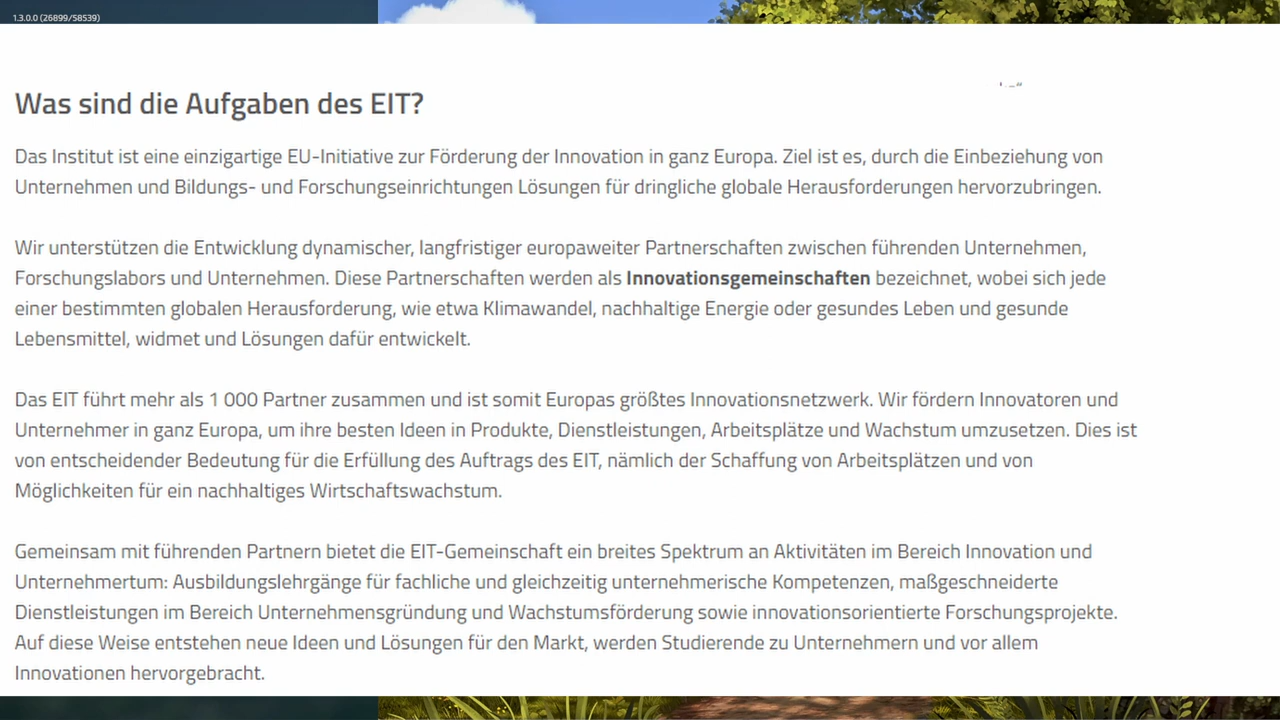 1.3.0.0 (26899/58539)
Was sind die Aufgaben des EIT?
Das Institut ist eine einzigartige EU-Initiative zur Förderung der Innovation in ganz Europa. Ziel ist es, durch die Einbeziehung von
Unternehmen und Bildungs- und Forschungseinrichtungen Lösungen für dringliche globale Herausforderungen hervorzubringen.
Wir unterstützen die Entwicklung dynamischer, langfristiger europaweiter Partnerschaften zwischen führenden Unternehmen,
Forschungslabors und Unternehmen. Diese Partnerschaften werden als Innovationsgemeinschaften bezeichnet, wobei sich jede
einer bestimmten globalen Herausforderung, wie etwa Klimawandel, nachhaltige Energie oder gesundes Leben und gesunde
Lebensmittel, widmet und Lösungen dafür entwickelt.
Das EIT führt mehr als 1 000 Partner zusammen und ist somit Europas größtes Innovationsnetzwerk. Wir fördern Innovatoren und
Unternehmer in ganz Europa, um ihre besten Ideen in Produkte, Dienstleistungen, Arbeitsplätze und Wachstum umzusetzen. Dies ist
von entscheidender Bedeutung für die Erfüllung des Auftrags des EIT, nämlich der Schaffung von Arbeitsplätzen und von
Möglichkeiten für ein nachhaltiges Wirtschaftswachstum.
Gemeinsam mit führenden Partnern bietet die EIT-Gemeinschaft ein breites Spektrum an Aktivitäten im Bereich Innovation und
Unternehmertum: Ausbildungslehrgänge für fachliche und gleichzeitig unternehmerische Kompetenzen, maßgeschneiderte
Dienstleistungen im Bereich Unternehmensgründung und Wachstumsförderung sowie innovationsorientierte Forschungsprojekte.
Auf diese Weise entstehen neue Ideen und Lösungen für den Markt, werden Studierende zu Unternehmern und vor allem
Innovationen hervorgebracht.